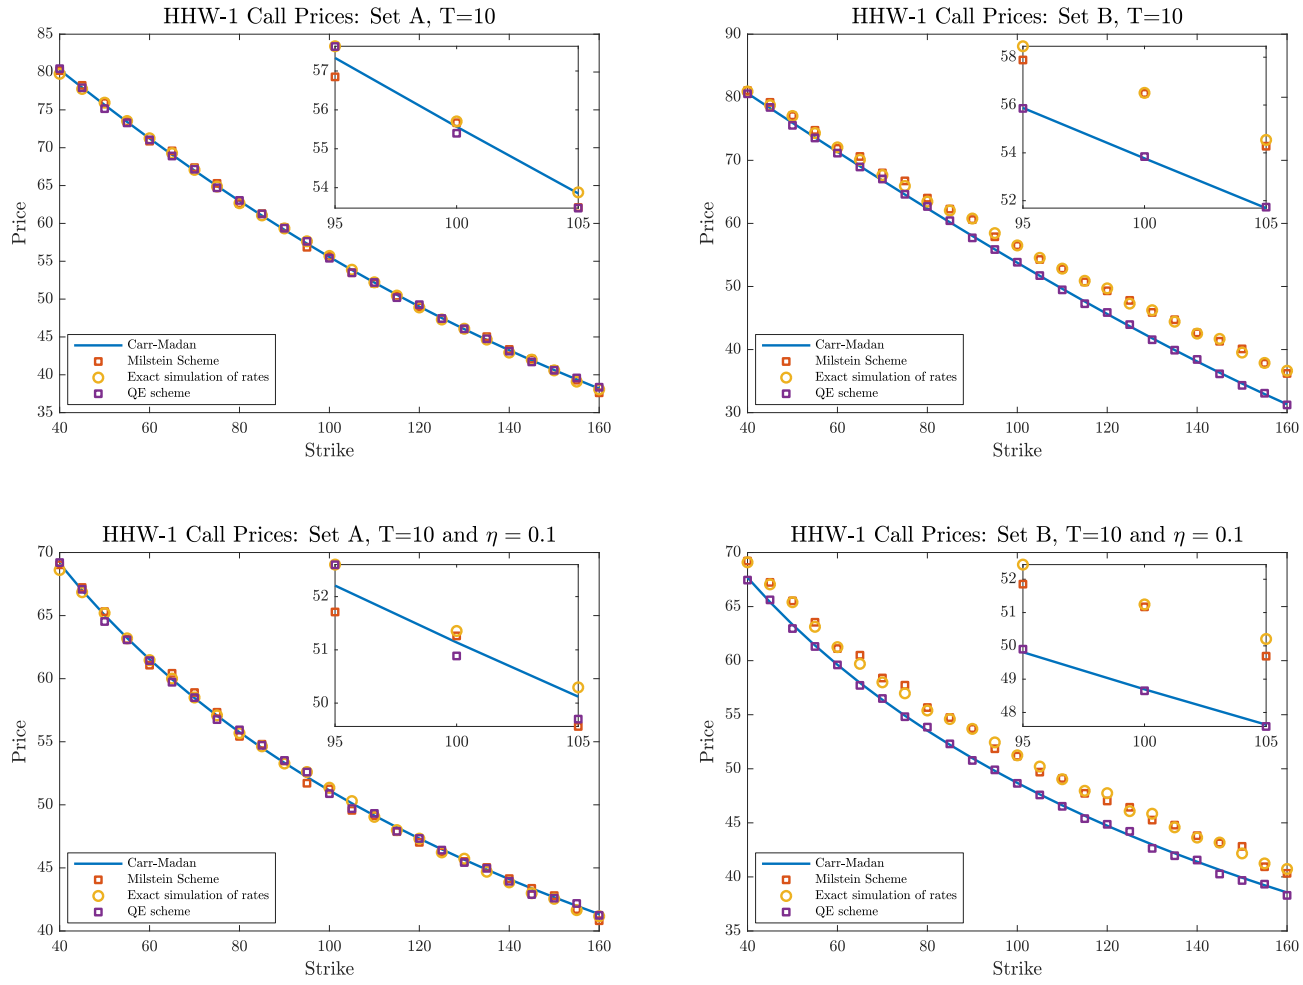 HHW-1 Call Prices: Set A, T=10
85
80
75
70
65
60
55
50
45
40
35
Price
57
56
55
54
95 100 105
Carr-Madan
Milstein Scheme
Exact simulation of rates
QE scheme
40 60 80 100 120 140 160
Strike
HHW-1 Call Prices: Set B, T=10
90
80
70
60
50
40
30
Price
58
56
54
52
95 100 105
Carr-Madan
Milstein Scheme
Exact simulation of rates
QE scheme
40 60 80 100 120 140 160
Strike
HHW-1 Call Prices: Set A, T=10 and η = 0.1
70
65
60
55
50
45
40
Price
52
51
50
95 100 105
Carr-Madan
Milstein Scheme
Exact simulation of rates
QE scheme
40 60 80 100 120 140 160
Strike
HHW-1 Call Prices: Set B, T=10 and η = 0.1
70
65
60
55
50
45
40
35
Price
52
51
50
49
48
95 100 105
Carr-Madan
Milstein Scheme
Exact simulation of rates
QE scheme
40 60 80 100 120 140 160
Strike